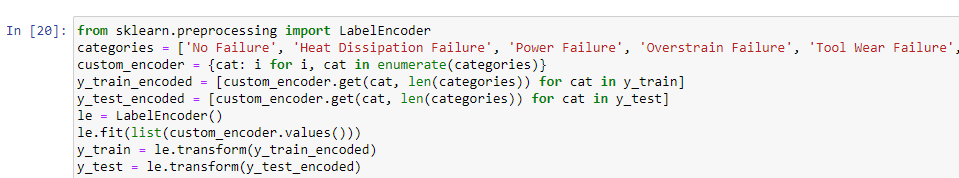 In [20]: from sklearn.preprocessing import LabelEncoder
categories = ['No Failure', 'Heat Dissipation Failure', 'Power Failure', 'Overstrain Failure', 'Tool Wear Failure',
custom_encoder = {cat: i for i, cat in enumerate(categories)}
y_train_encoded = [custom_encoder.get(cat, len(categories)) for cat in y_train]
y_test_encoded = [custom_encoder.get(cat, len(categories)) for cat in y_test]
le = LabelEncoder()
le.fit(list(custom_encoder.values()))
y_train = le.transform(y_train_encoded)
y_test = le.transform(y_test_encoded)